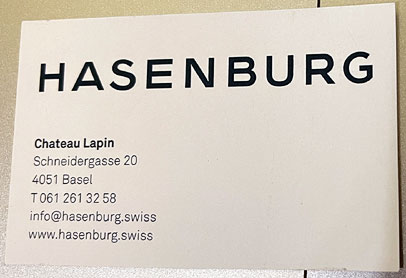 HASENBURG
Chateau Lapin
Schneidergasse 20
4051 Basel
T 061 261 32 58
info@hasenburg.swiss
www.hasenburg.swiss